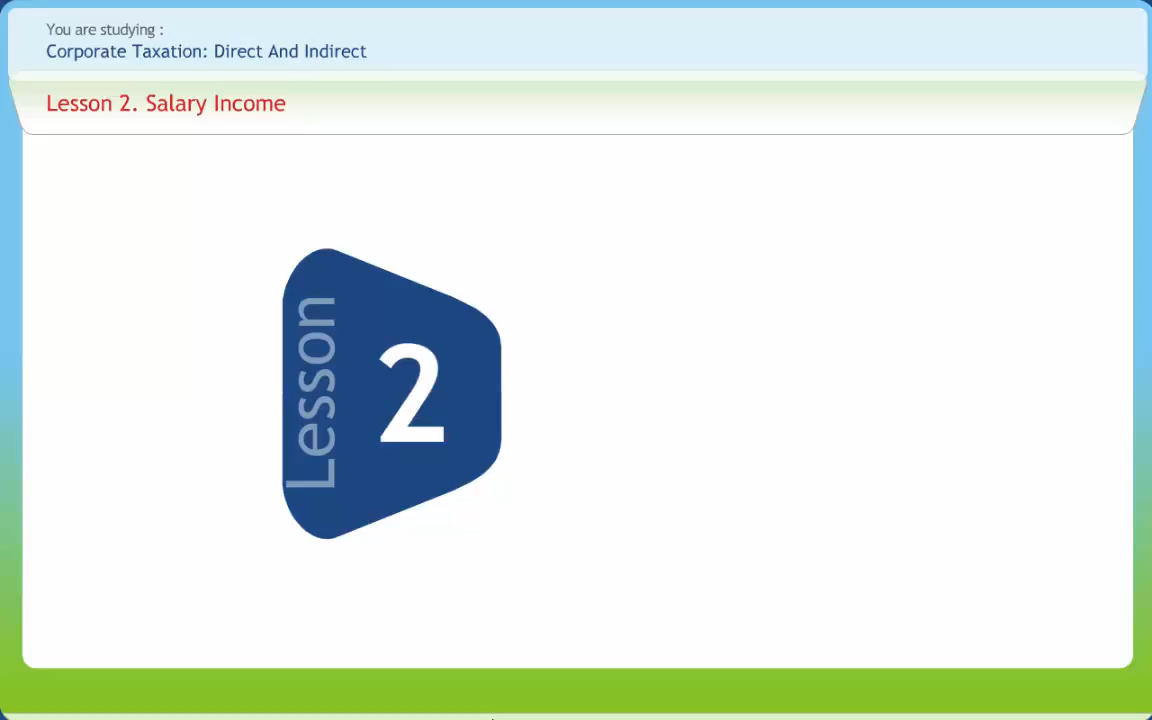 You are studying :
Corporate Taxation: Direct And Indirect
Lesson 2. Salary Income
Lesson
2